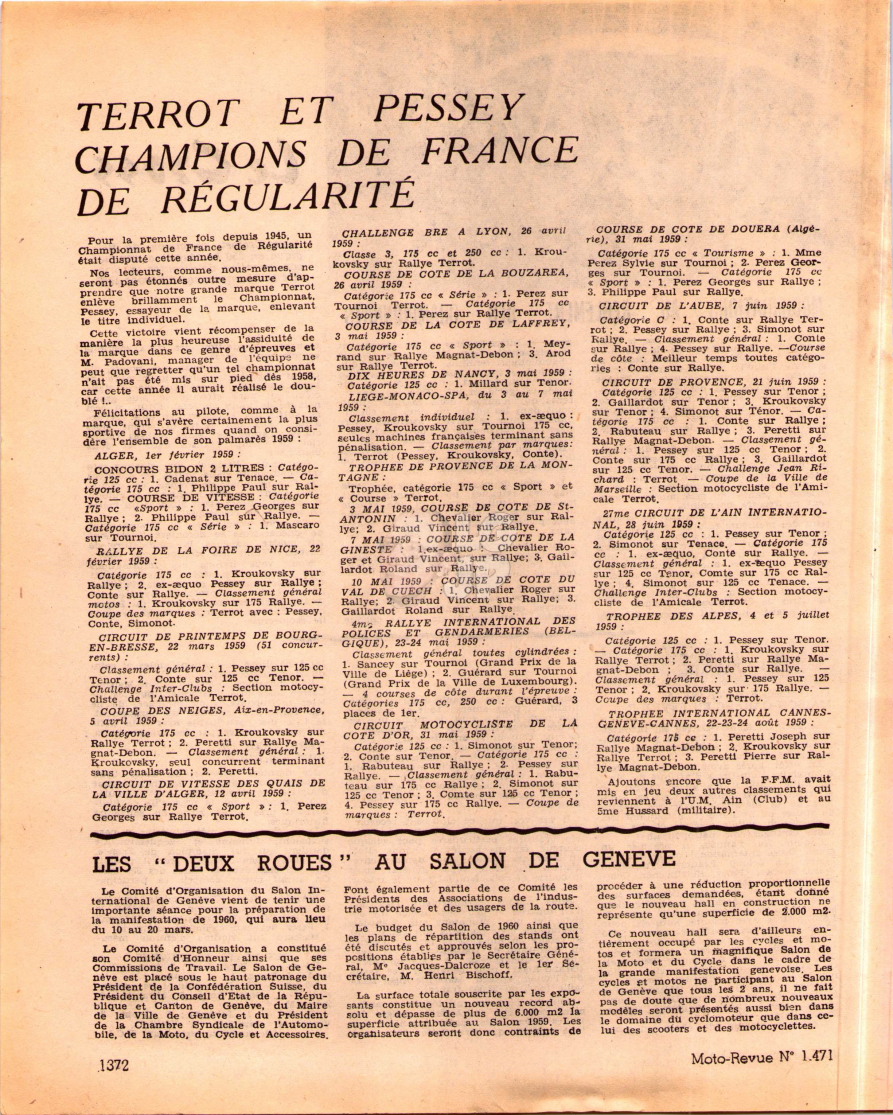 TERROT ET PESSEY
CHAMPIONS DE FRANCE
DE RÉGULARITÉ
Pour la première fois depuis 1945, un
Championnat de France de Régularité
était disputé cette année.
Nos lecteurs, comme nous-mêmes, ne
seront pas étonnés outre mesure d'ap-
prendre que notre grande marque Terrot
enlève brillamment le Championnat,
Pessey, essayeur de la marque, enlevant
le titre individuel.
Cette victoire vient récompenser de la
manière la plus heureuse l'assiduité de
la marque dans ce genre d'épreuves et
M. Padovani, manager de l'équipe ne
peut que regretter qu'un tel championnat
n'ait pas été mis sur pied dès 1958,
car cette année il aurait réalisé le dou-
blé !..
Félicitations au pilote, comme à la
marque, qui s'avère certainement la plus
sportive de nos firmes quand on consi-
dère l'ensemble de son palmarès 1959 :
ALGER, 1er février 1959 :
CONCOURS BIDON 2 LITRES : Catégo-
rie 125 cc : 1. Cadenat sur Tenace. — Ca-
tégorie 175 cc : 1. Philippe Paul sur Ral-
lye. — COURSE DE VITESSE : Catégorie
175 cc «Sport » : 1. Perez Georges sur
Rallye ; 2. Philippe Paul sur Rallye. —
Catégorie 175 cc « Série » : 1. Mascaro
sur Tournoi.
RALLYE DE LA FOIRE DE NICE, 22
février 1959 :
Catégorie 175 cc : 1. Kroukovsky sur
Rallye ; 2. ex-æquo Pessey sur Rallye ;
Conte sur Rallye. — Classement général
motos : 1. Kroukovsky sur 175 Rallye. —
Coupe des marques : Terrot avec : Pessey,
Conte, Simonot.
CIRCUIT DE PRINTEMPS DE BOURG-
EN-BRESSE, 22 mars 1959 (51 concur-
rents) :
Classement général : 1. Pessey sur 125 cc
Tenor ; 2. Conte sur 125 cc Tenor. —
Challenge Inter-Clubs : Section motocy-
cliste de l'Amicale Terrot.
COUPE DES NEIGES, Aix-en-Provence,
5 avril 1959 :
Catégorie 175 cc : 1. Kroukovsky sur
Rallye Terrot ; 2. Peretti sur Rallye Ma-
gnat-Debon. — Classement général : 1.
Kroukovsky, seul concurrent terminant
sans pénalisation ; 2. Peretti.
CIRCUIT DE VITESSE DES QUAIS DE
LA VILLE D'ALGER, 12 avril 1959 :
Catégorie 175 cc « Sport » : 1. Perez
Georges sur Rallye Terrot.
CHALLENGE BRE A LYON, 26 avril
1959 :
Classe 3, 175 cc et 250 cc : 1. Krou-
kovsky sur Rallye Terrot.
COURSE DE COTE DE LA BOUZAREA,
26 avril 1959 :
Catégorie 175 cc « Série » : 1. Perez sur
Tournoi Terrot. — Catégorie 175 cc
« Sport » : 1. Perez sur Rallye Terrot.
COURSE DE LA COTE DE LAFFREY,
3 mai 1959 :
Catégorie 175 cc « Sport » : 1. Mey-
rand sur Rallye Magnat-Debon ; 3. Arod
sur Rallye Terrot.
DIX HEURES DE NANCY, 3 mai 1959 :
Catégorie 125 cc : 1. Millard sur Tenor.
LIEGE-MONACO-SPA, du 3 au 7 mai
1959 :
Classement individuel : 1. ex-æquo :
Pessey, Kroukovsky sur Tournoi 175 cc,
seules machines françaises terminant sans
pénalisation. — Classement par marques:
1. Terrot (Pessey, Kroukovsky, Conte).
TROPHEE DE PROVENCE DE LA MON-
TAGNE :
Trophée, catégorie 175 cc « Sport » et
« Course » Terrot.
3 MAI 1959, COURSE DE COTE DE St-
ANTONIN : 1. Chevalier Roger sur Ral-
lye; 2. Giraud Vincent sur Rallye.
7 MAI 1959 : COURSE DE COTE DE LA
GINESTE : 1.ex-æquo : Chevalier Ro-
ger et Giraud Vincent, sur Rallye; 3. Gail-
lardot Roland sur Rallye.
10 MAI 1959 : COURSE DE COTE DU
VAL DE CUECH : 1. Chevalier Roger sur
Rallye; 2. Giraud Vincent sur Rallye; 3.
Gaillardot Roland sur Rallye.
4me RALLYE INTERNATIONAL DES
POLICES ET GENDARMERIES (BEL-
GIQUE), 23-24 mai 1959 :
Classement général toutes cylindrées :
1. Sancey sur Tournoi (Grand Prix de la
Ville de Liége) ; 2. Guérard sur Tournoi
(Grand Prix de la Ville de Luxembourg).
— 4 courses de côte durant l'épreuve :
Catégories 175 cc, 250 cc : Guérard, 3
places de 1er.
CIRCUIT MOTOCYCLISTE DE LA
COTE D'OR, 31 mai 1959 :
Catégorie 125 cc : 1. Simonot sur Tenor;
2. Conte sur Tenor. — Catégorie 175 cc :
1. Rabuteau sur Rallye ; 2. Pessey sur
Rallye. — Classement général : 1. Rabu-
teau sur 175 cc Rallye ; 2. Simonot sur
125 cc Tenor ; 3. Comte sur 125 cc Tenor ;
4. Pessey sur 175 cc Rallye. — Coupe de
marques : Terrot.
COURSE DE COTE DE DOUERA (Algé-
rie), 31 mai 1959 :
Catégorie 175 cc « Tourisme » : 1. Mme
Perez Sylvie sur Tournoi ; 2. Perez Geor-
ges sur Tournoi. — Catégorie 175 cc
« Sport » : 1. Perez Georges sur Rallye ;
3. Philippe Paul sur Rallye.
CIRCUIT DE L'AUBE, 7 juin 1959 :
Catégorie C : 1. Conte sur Rallye Ter-
rot ; 2. Pessey sur Rallye ; 3. Simonot sur
Rallye. — Classement général : 1. Conte
sur Rallye ; 4. Pessey sur Rallye. —Course
de côte : Meilleur temps toutes catégo-
ries : Conte sur Rallye.
CIRCUIT DE PROVENCE, 21 juin 1959 :
Catégorie 125 cc : 1. Pessey sur Tenor ;
2. Gaillardot sur Tenor ; 3. Kroukovsky
sur Tenor ; 4. Simonot sur Ténor. — Ca-
tégorie 175 cc : 1. Conte sur Rallye ;
2. Rabuteau sur Rallye ; 3. Peretti sur
Rallye Magnat-Debon. — Classement gé-
néral : 1. Pessey sur 125 cc Tenor ; 2.
Conte sur 175 cc Rallye ; 3. Gaillardot
sur 125 cc Tenor. — Challenge Jean Ri-
chard : Terrot — Coupe de la Ville de
Marseille : Section motocycliste de l'Ami-
cale Terrot.
27me CIRCUIT DE L'AIN INTERNATIO-
NAL, 28 juin 1959 :
Catégorie 125 cc : 1. Pessey sur Tenor ;
2. Simonot sur Tenace. — Catégorie 175
cc : 1. ex-æquo, Conte sur Rallye. —
Classement général : 1. ex-æquo Pessey
sur 125 cc Tenor, Comte sur 175 cc Ral-
lye ; 4. Simonot sur 125 cc Tenace. —
Challenge Inter-Clubs : Section motocy-
cliste de l'Amicale Terrot.
TROPHEE DES ALPES, 4 et 5 juillet
1959 :
Catégorie 125 cc : 1. Pessey sur Tenor.
— Catégorie 175 cc : 1. Kroukovsky sur
Rallye Terrot ; 2. Peretti sur Rallye Ma-
gnat-Debon ; 3. Conte sur Rallye. —
Classement général : 1. Pessey sur 125
Tenor ; 2. Kroukovsky sur 175 Rallye. —
Coupe des marques : Terrot.
TROPHEE INTERNATIONAL CANNES-
GENEVE-CANNES, 22-23-24 août 1959 :
Catégorie 175 cc : 1. Peretti Joseph sur
Rallye Magnat-Debon ; 2. Kroukovsky sur
Rallye Terrot ; 3. Peretti Pierre sur Ral-
lye Magnat-Debon.
Ajoutons encore que la F.F.M. avait
mis en jeu deux autres classements qui
reviennent à l'U.M. Ain (Club) et au
5me Hussard (militaire).
LES “ DEUX ROUES ” AU SALON DE GENEVE
Le Comité d'Organisation du Salon In-
ternational de Genève vient de tenir une
importante séance pour la préparation de
la manifestation de 1960, qui aura lieu
du 10 au 20 mars.
Le Comité d'Organisation a constitué
son Comité d'Honneur ainsi que ses
Commissions de Travail. Le Salon de Ge-
nève est placé sous le haut patronage du
Président de la Confédération Suisse, du
Président du Conseil d'Etat de la Répu-
blique et Canton de Genève, du Maire
de la Ville de Genève et du Président
de la Chambre Syndicale de l'Automo-
bile, de la Moto, du Cycle et Accessoires.
Font également partie de ce Comité les
Présidents des Associations de l'indus-
trie motorisée et des usagers de la route.
Le budget du Salon de 1960 ainsi que
les plans de répartition des stands ont
été discutés et approuvés selon les pro-
positions établies par le Secrétaire Géné-
ral, Me Jacques-Dalcroze et le 1er Se-
crétaire, M. Henri Bischoff.
La surface totale souscrite par les expo-
sants constitue un nouveau record ab-
solu et dépasse de plus de 6.000 m2 la
superficie attribuée au Salon 1959. Les
organisateurs seront donc contraints de
procéder à une réduction proportionnelle
des surfaces demandées, étant donné
que le nouveau hall en construction ne
représente qu'une superficie de 2.000 m2.
Ce nouveau hall sera d'ailleurs en-
tièrement occupé par les cycles et mo-
tos et formera un magnifique Salon de
la Moto et du Cycle dans le cadre de
la grande manifestation genevoise. Les
cycles et motos ne participant au Salon
de Genève que tous les 2 ans, il ne fait
pas de doute que de nombreux nouveaux
modèles seront présentés aussi bien dans
le domaine du cyclomoteur que dans ce-
lui des scooters et des motocyclettes.
1372
Moto-Revue N° 1.471